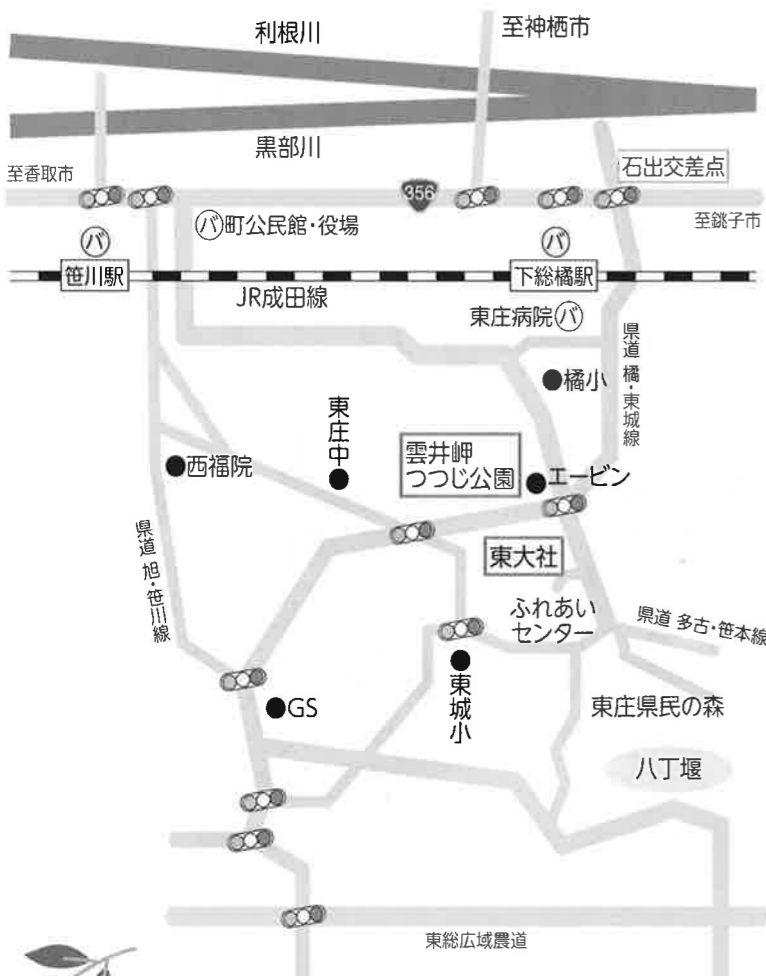 利根川
至神栖市
黒部川
至香取市
石出交差点
356
至銚子市
バ町公民館・役場
バ
バ
笹川駅
下総橘駅
JR成田線
東庄病院バ
県道 橘・東城線
橘小
東庄中
雲井岬
つつじ公園
西福院
エービン
県道 旭・笹川線
東大社
ふれあい
センター
県道 多古・笹本線
東城小
GS
東庄県民の森
八丁堰
東総広域農道